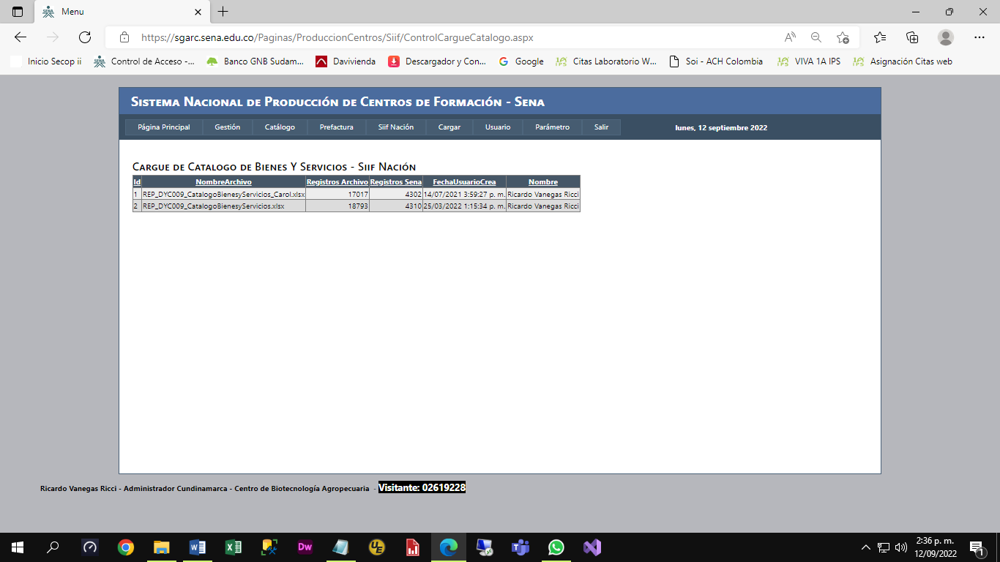 Menu
https://sgarc.sena.edu.co/Paginas/ProduccionCentros/Siif/ControlCargueCatalogo.aspx
Inicio Secop ii Control de Acceso -... Banco GNB Sudam... Davivienda Descargador y Con... Google Citas Laboratorio W... Soi - ACH Colombia VIVA 1A IPS Asignación Citas web
Sistema Nacional de Producción de Centros de Formación - Sena
Página Principal Gestión Catálogo Prefactura Siif Nación Cargar Usuario Parámetro Salir lunes, 12 septiembre 2022
Cargue de Catalogo de Bienes Y Servicios - Siif Nación
Id NombreArchivo Registros Archivo Registros Sena FechaUsuarioCrea Nombre
1 REP_DYC009_CatalogoBienesyServicios_Carol.xlsx 17017 4302 14/07/2021 3:59:27 p. m. Ricardo Vanegas Ricci
2 REP_DYC009_CatalogoBienesyServicios.xlsx 18793 4310 25/03/2022 1:15:34 p. m. Ricardo Vanegas Ricci
Ricardo Vanegas Ricci - Administrador Cundinamarca - Centro de Biotecnología Agropecuaria - Visitante: 02619228
2:36 p. m.
12/09/2022